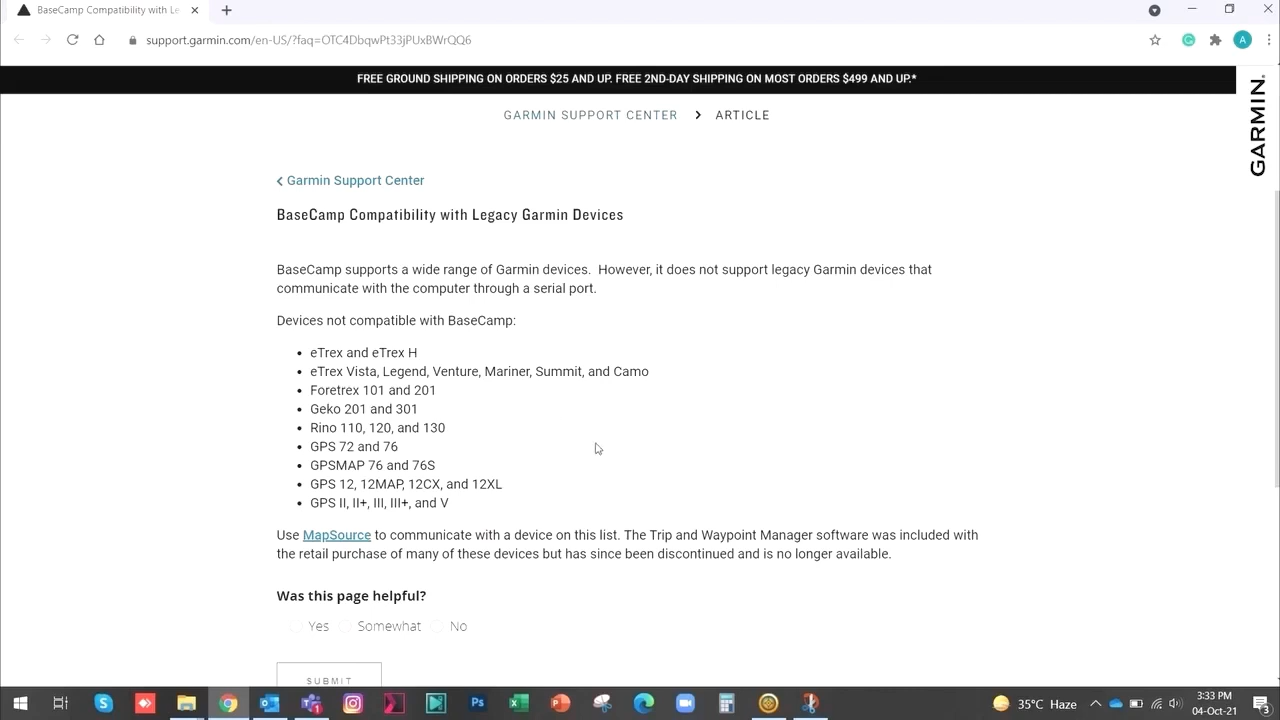 BaseCamp Compatibility with Le
support.garmin.com/en-US/?faq=OTC4DbqwPt33jPUxBWrQQ6
A
FREE GROUND SHIPPING ON ORDERS $25 AND UP. FREE 2ND-DAY SHIPPING ON MOST ORDERS $499 AND UP.*
GARMIN
GARMIN SUPPORT CENTER > ARTICLE
Garmin Support Center
BaseCamp Compatibility with Legacy Garmin Devices
BaseCamp supports a wide range of Garmin devices. However, it does not support legacy Garmin devices that
communicate with the computer through a serial port.
Devices not compatible with BaseCamp:
• eTrex and eTrex H
• eTrex Vista, Legend, Venture, Mariner, Summit, and Camo
• Foretrex 101 and 201
• Geko 201 and 301
• Rino 110, 120, and 130
• GPS 72 and 76
• GPSMAP 76 and 76S
• GPS 12, 12MAP, 12CX, and 12XL
• GPS II, II+, III, III+, and V
Use MapSource to communicate with a device on this list. The Trip and Waypoint Manager software was included with
the retail purchase of many of these devices but has since been discontinued and is no longer available.
Was this page helpful?
Yes Somewhat No
SUBMIT
35°C Haze
3:33 PM
04-Oct-21